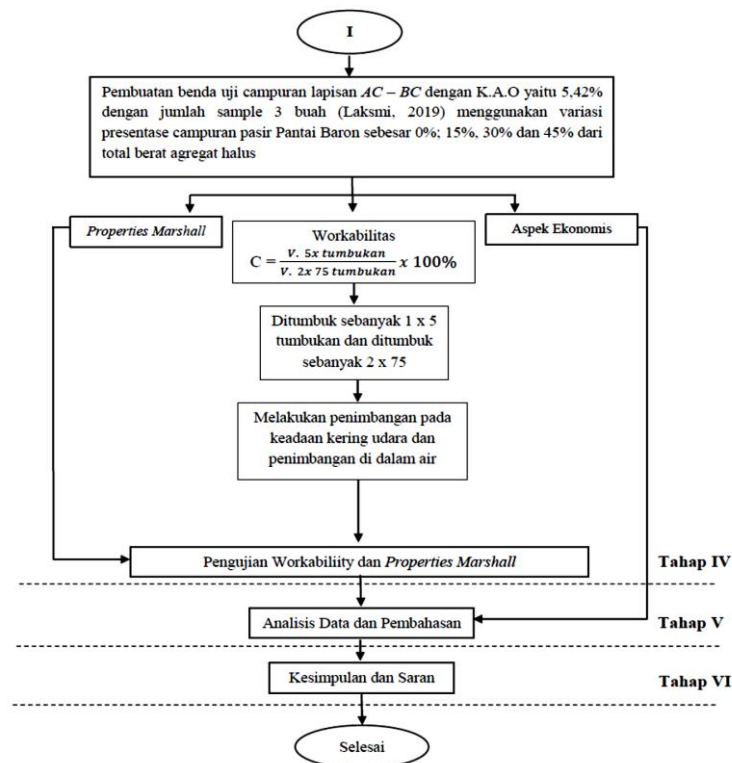 I
Pembuatan benda uji campuran lapisan AC – BC dengan K.A.O yaitu 5,42%
dengan jumlah sample 3 buah (Laksmi, 2019) menggunakan variasi
presentase campuran pasir Pantai Baron sebesar 0%; 15%, 30% dan 45% dari
total berat agregat halus
Properties Marshall
Workabilitas
C = V. 5x tumbukan / V. 2x 75 tumbukan x 100%
Aspek Ekonomis
Ditumbuk sebanyak 1 x 5
tumbukan dan ditumbuk
sebanyak 2 x 75
Melakukan penimbangan pada
keadaan kering udara dan
penimbangan di dalam air
Pengujian Workabiliity dan Properties Marshall
Tahap IV
Analisis Data dan Pembahasan
Tahap V
Kesimpulan dan Saran
Tahap VI
Selesai